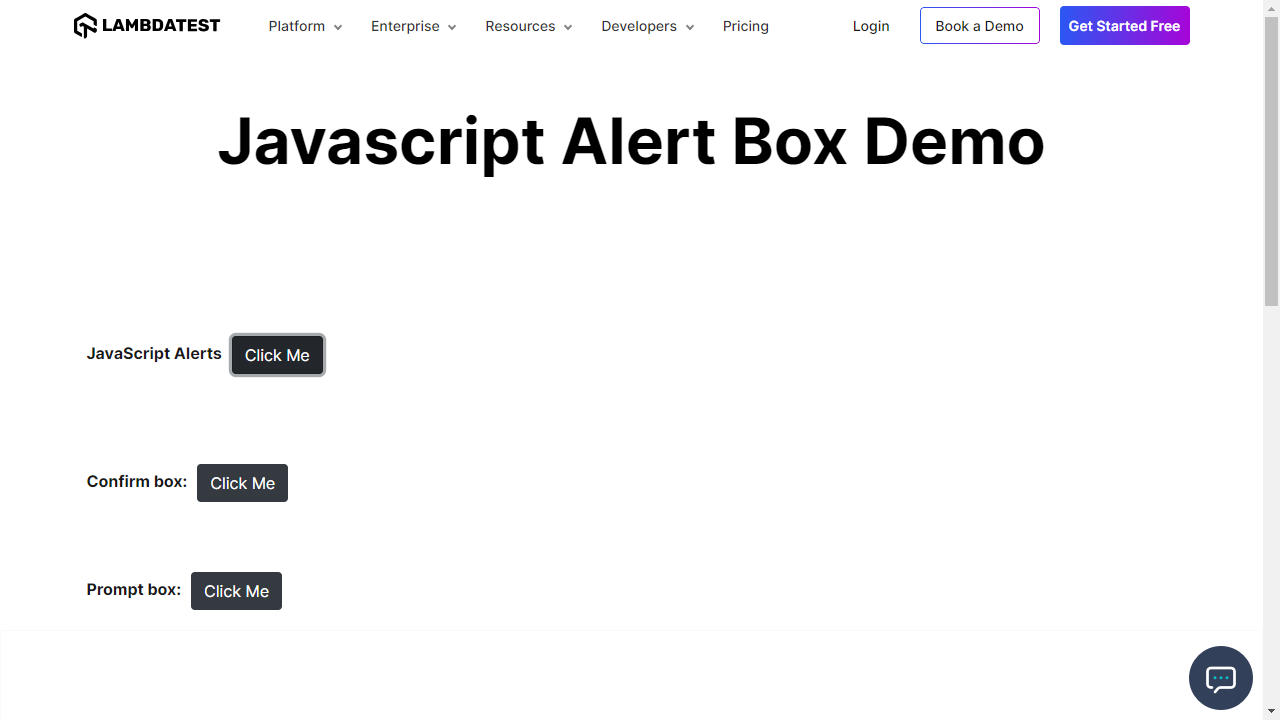 LAMBDATEST Platform Enterprise Resources Developers Pricing Login Book a Demo Get Started Free
Javascript Alert Box Demo
JavaScript Alerts Click Me
Confirm box: Click Me
Prompt box: Click Me